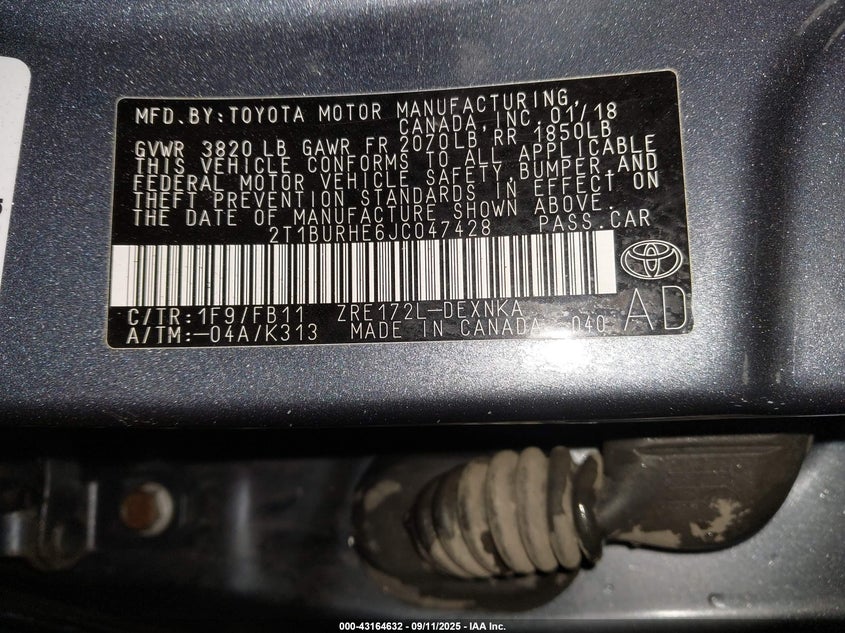 MFD.BY:TOYOTA MOTOR MANUFACTURING,
CANADA, INC. 01/18
GVWR 3820 LB GAWR FR 2070LB, RR 1850LB
THIS VEHICLE CONFORMS TO ALL APPLICABLE
FEDERAL MOTOR VEHICLE SAFETY, BUMPER, AND
THEFT PREVENTION STANDARDS IN EFFECT ON
THE DATE OF MANUFACTURE SHOWN ABOVE.
2T1BURHE6JC047428 PASS.CAR
C/TR:1F9/FB11 ZRE172L-DEXNKA
A/TM:-04A/K313 MADE IN CANADA 040 AD
000-43164632 - 09/11/2025 - IAA Inc.